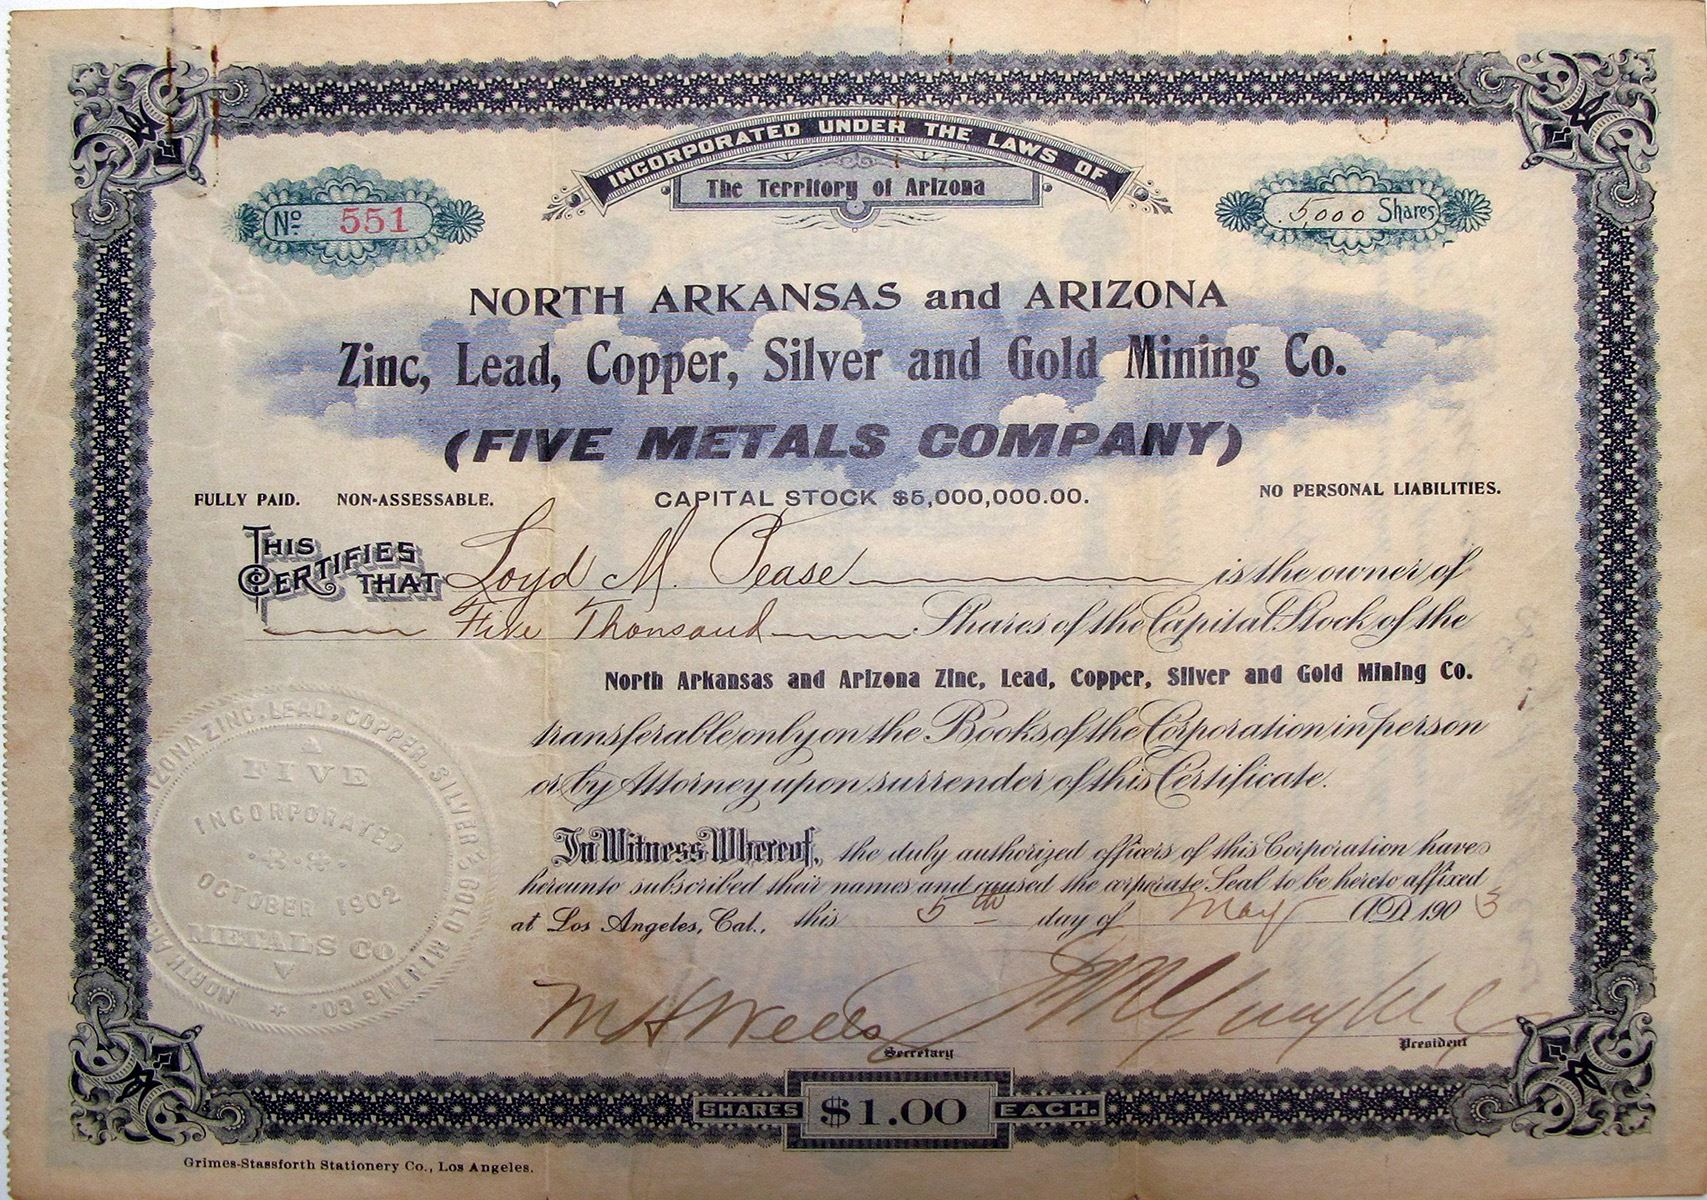 INCORPORATED UNDER THE LAWS OF
The Territory of Arizona
No. 551
5,000 Shares
NORTH ARKANSAS and ARIZONA
Zinc, Lead, Copper, Silver and Gold Mining Co.
(FIVE METALS COMPANY)
FULLY PAID. NON-ASSESSABLE. CAPITAL STOCK $5,000,000.00. NO PERSONAL LIABILITIES.
THIS CERTIFIES THAT Loyd M. Pease is the owner of
Five Thousand Shares of the Capital Stock of the
North Arkansas and Arizona Zinc, Lead, Copper, Silver and Gold Mining Co.
transferable only on the Books of the Corporation in person
or by Attorney upon surrender of this Certificate.
In Witness Whereof, the duly authorized officers of this Corporation have
hereunto subscribed their names and caused the corporate Seal to be hereto affixed
at Los Angeles, Cal., this 5th day of May A.D. 1903
M H Wells
Secretary
President
NORTH ARIZONA ZINC, LEAD, COPPER, SILVER & GOLD MINING CO.
FIVE
INCORPORATED
OCTOBER 1902
METALS CO
SHARES $1.00 EACH.
Grimes-Stassforth Stationery Co., Los Angeles.